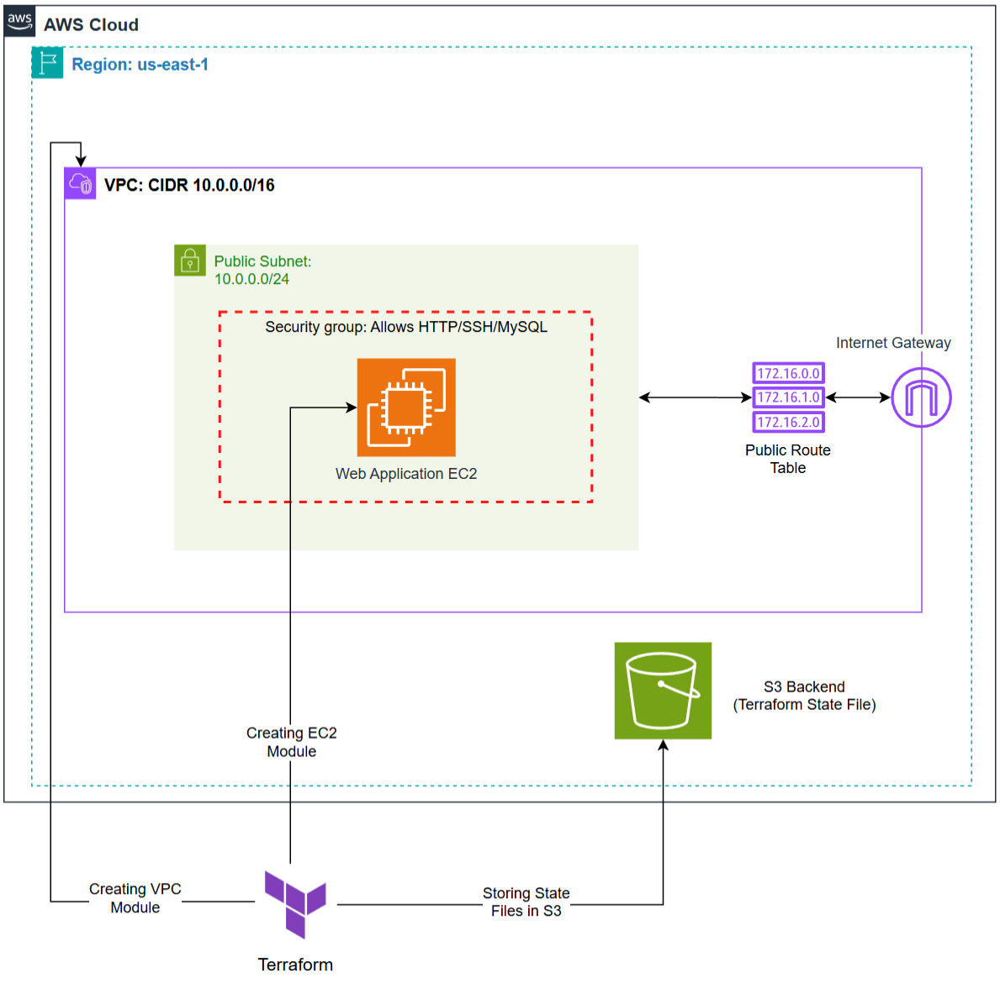 aws
AWS Cloud
Region: us-east-1
VPC: CIDR 10.0.0.0/16
Public Subnet:
10.0.0.0/24
Security group: Allows HTTP/SSH/MySQL
Web Application EC2
Internet Gateway
172.16.0.0
172.16.1.0
172.16.2.0
Public Route
Table
S3 Backend
(Terraform State File)
Creating EC2
Module
Creating VPC
Module
Storing State
Files in S3
Terraform